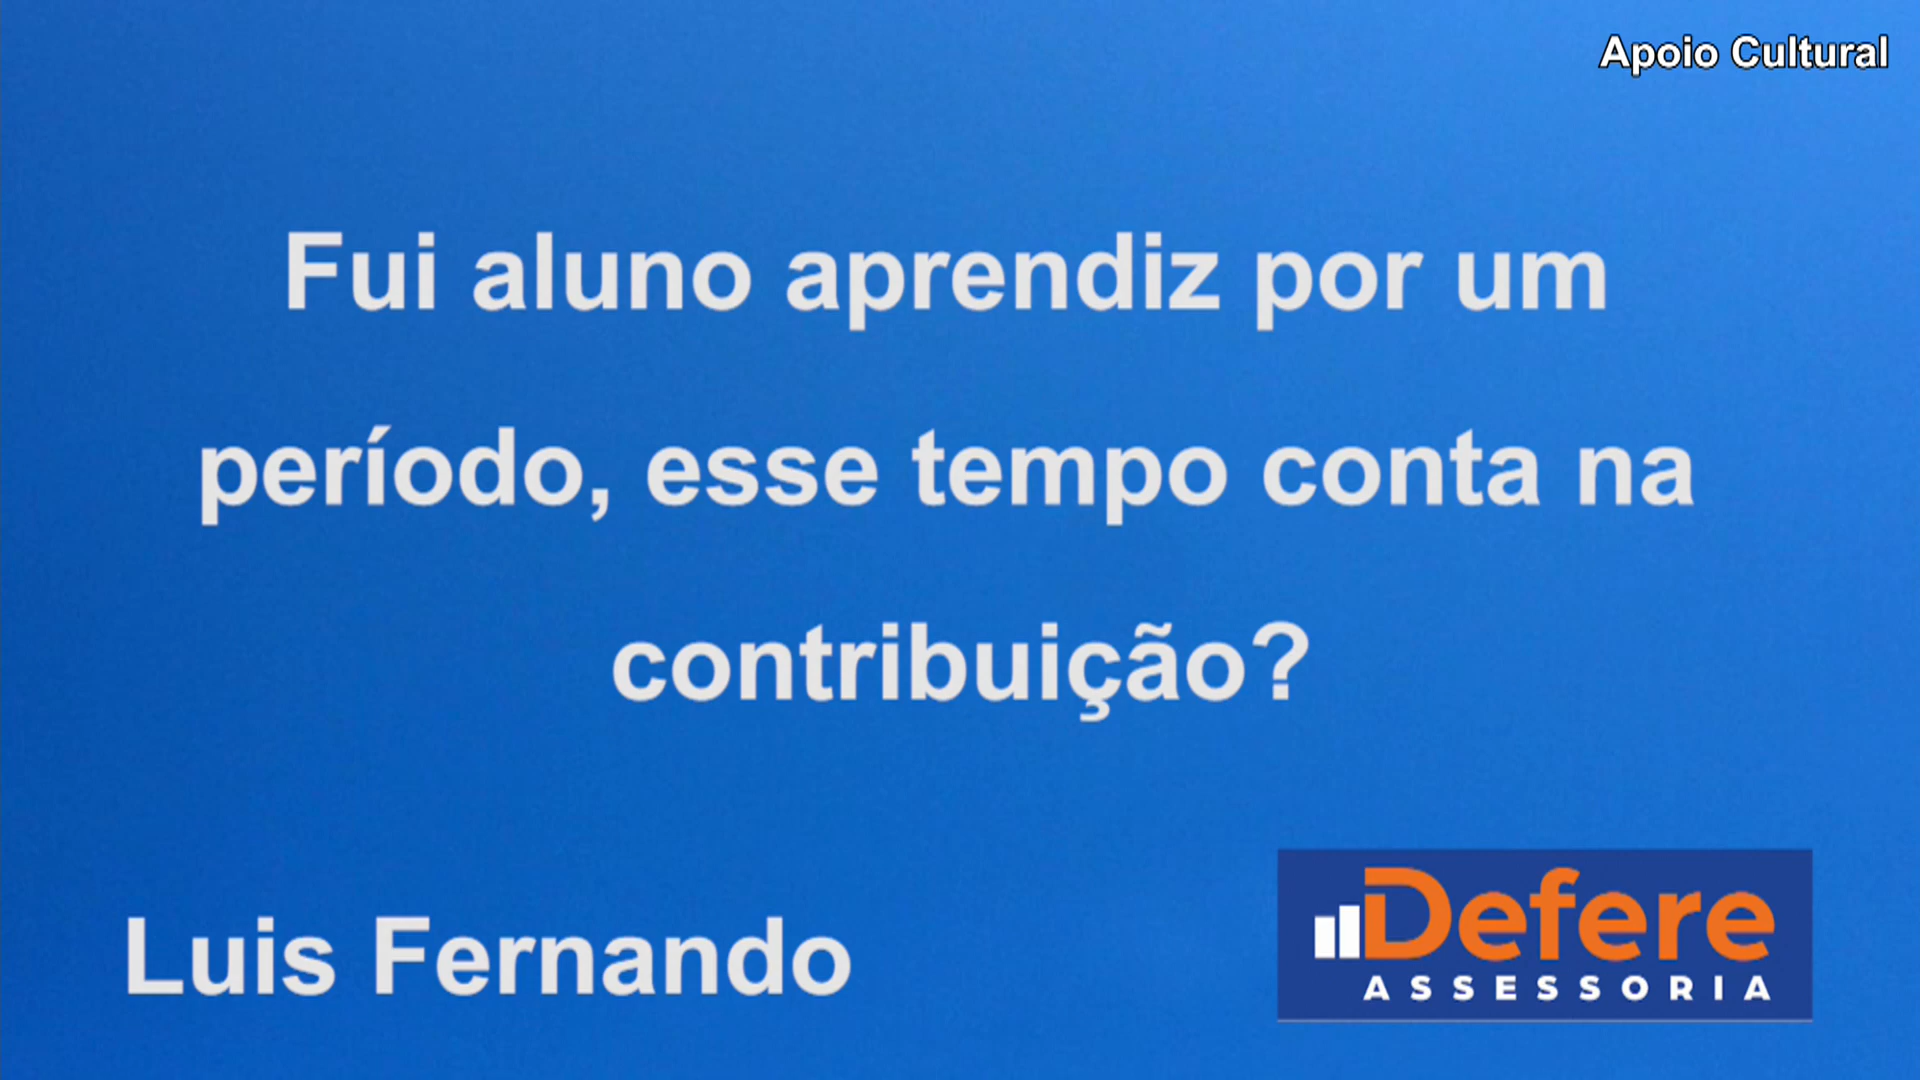 Apoio Cultural
Fui aluno aprendiz por um
período, esse tempo conta na
contribuição?
Luis Fernando
Defere
ASSESSORIA